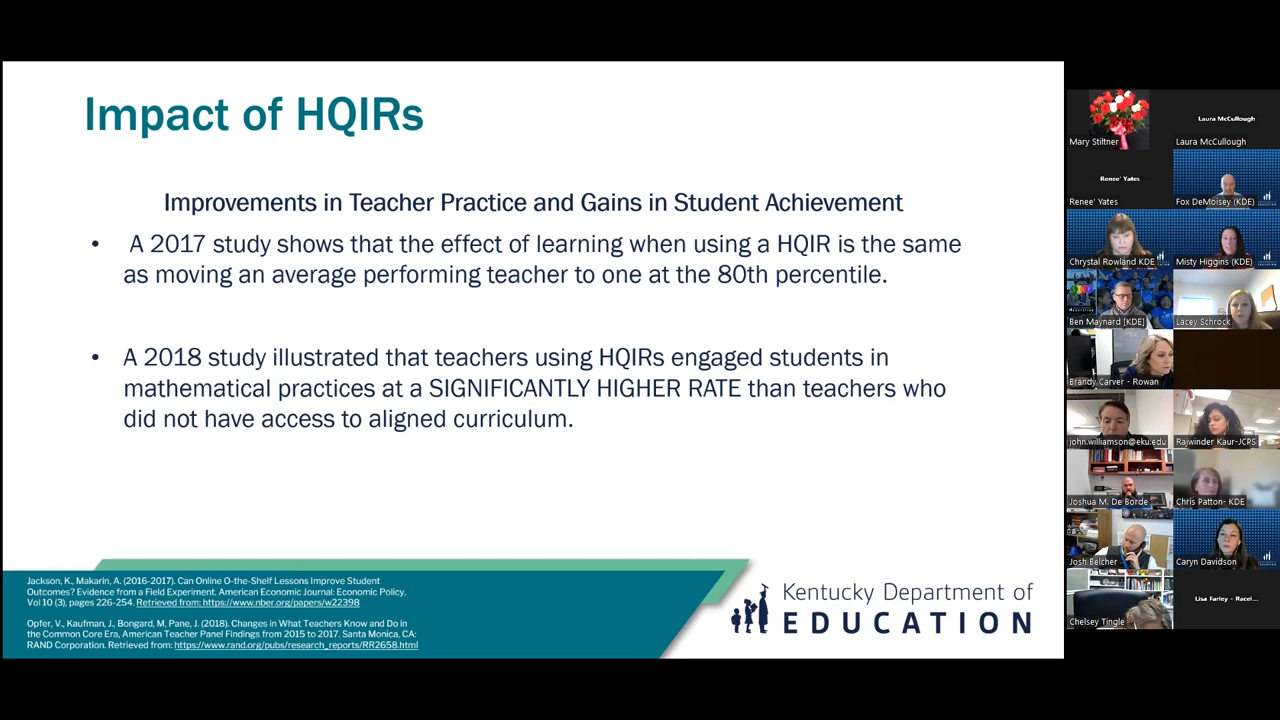 Impact of HQIRs
Improvements in Teacher Practice and Gains in Student Achievement
• A 2017 study shows that the effect of learning when using a HQIR is the same
as moving an average performing teacher to one at the 80th percentile.
• A 2018 study illustrated that teachers using HQIRs engaged students in
mathematical practices at a SIGNIFICANTLY HIGHER RATE than teachers who
did not have access to aligned curriculum.
Jackson, K., Makarin, A. (2016-2017). Can Online O-the-Shelf Lessons Improve Student
Outcomes? Evidence from a Field Experiment. American Economic Journal: Economic Policy,
Vol 10 (3), pages 226-254. Retrieved from: https://www.nber.org/papers/w22398
Opfer, V., Kaufman, J., Bongard, M, Pane, J. (2018). Changes in What Teachers Know and Do in
the Common Core Era, American Teacher Panel Findings from 2015 to 2017. Santa Monica, CA:
RAND Corporation. Retrieved from: https://www.rand.org/pubs/research_reports/RR2658.html
Kentucky Department of
EDUCATION
Mary Stiltner
Laura McCullough
Laura McCullough
Renee' Yates
Renee' Yates
Fox DeMoisey (KDE)
Chrystal Rowland KDE
Misty Higgins (KDE)
Ben Maynard (KDE)
Lacey Schrock
Brandy Carver - Rowan
john.williamson@eku.edu
Rajwinder Kaur-JCPS
Joshua M. De Borde
Chris Patton- KDE
Josh Belcher
Caryn Davidson
Chelsey Tingle
Lisa Farley - Racel...